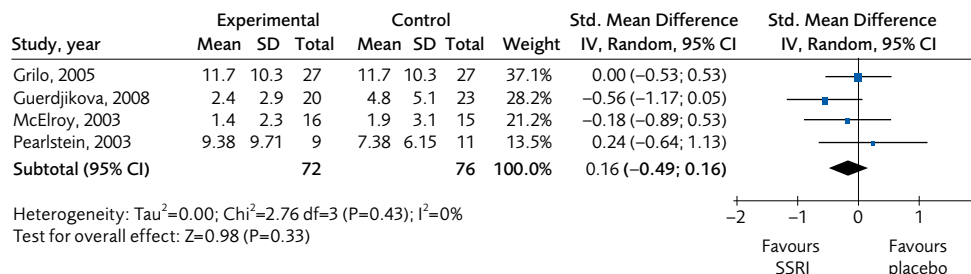 Experimental Control Std. Mean Difference Std. Mean Difference
Study, year Mean SD Total Mean SD Total Weight IV, Random, 95% CI IV, Random, 95% CI
Grilo, 2005 11.7 10.3 27 11.7 10.3 27 37.1% 0.00 (−0.53; 0.53)
Guerdjikova, 2008 2.4 2.9 20 4.8 5.1 23 28.2% −0.56 (−1.17; 0.05)
McElroy, 2003 1.4 2.3 16 1.9 3.1 15 21.2% −0.18 (−0.89; 0.53)
Pearlstein, 2003 9.38 9.71 9 7.38 6.15 11 13.5% 0.24 (−0.64; 1.13)
Subtotal (95% CI) 72 76 100.0% 0.16 (−0.49; 0.16)
Heterogeneity: Tau²=0.00; Chi²=2.76 df=3 (P=0.43); I²=0%
Test for overall effect: Z=0.98 (P=0.33)
−2 −1 0 1
Favours SSRI
Favours placebo